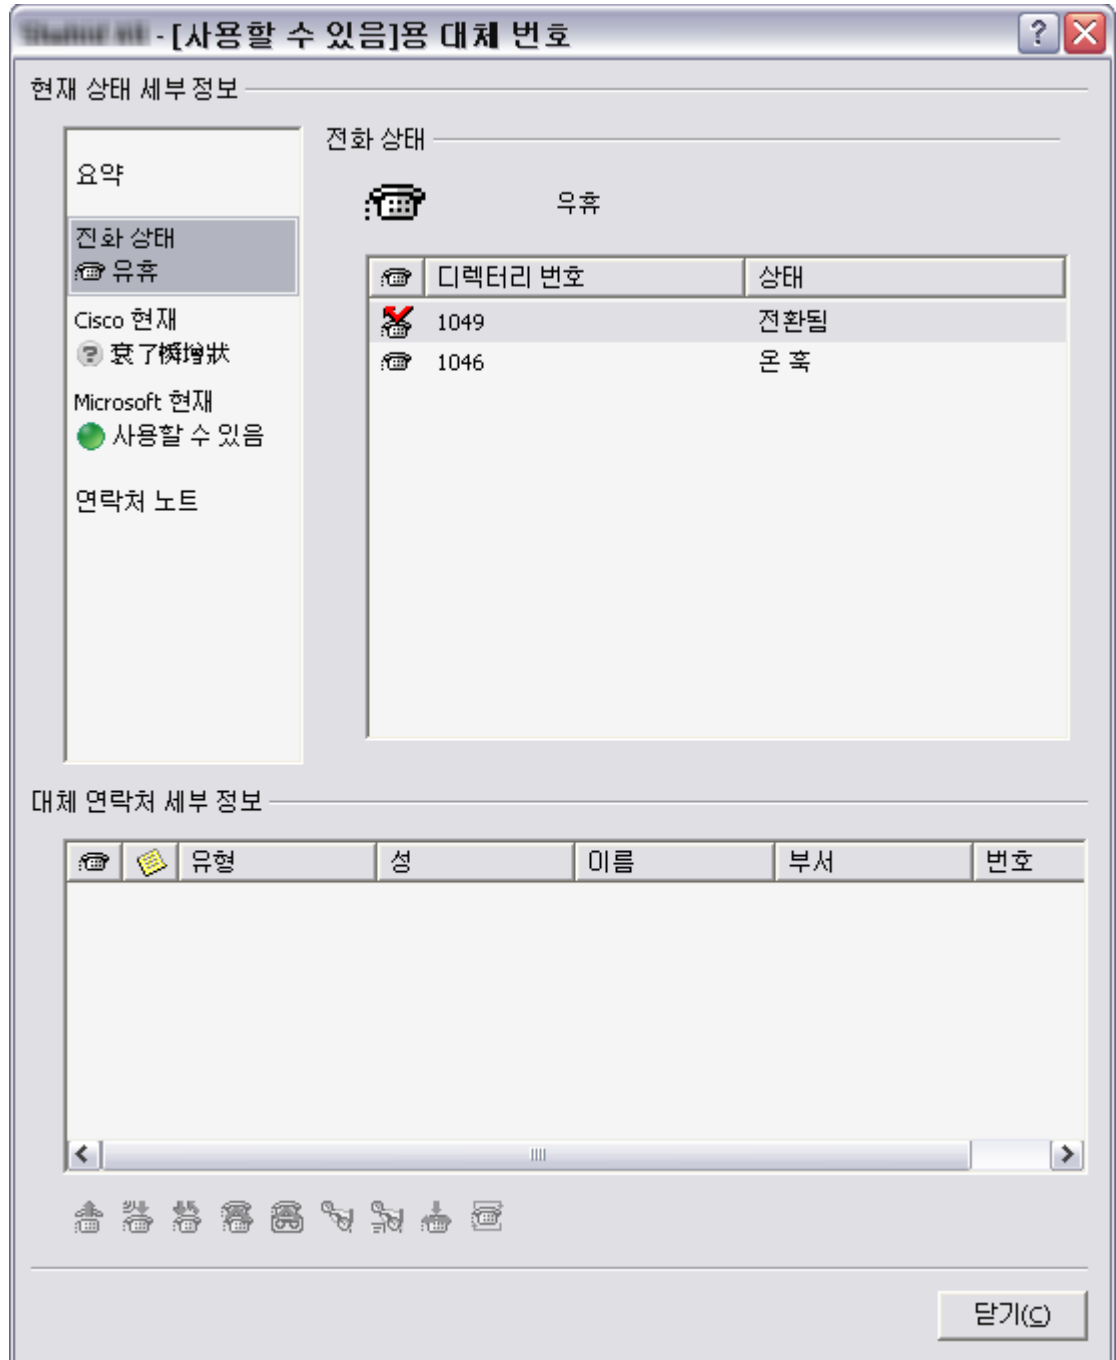 - [사용할 수 있음]용 대체 번호
현재 상태 세부 정보
요약
전화 상태
유휴
Cisco 현재
Microsoft 현재
사용할 수 있음
연락처 노트
전화 상태
유휴
디렉터리 번호 상태
1049 전환됨
1046 온 훅
대체 연락처 세부 정보
유형 성 이름 부서 번호
닫기(C)